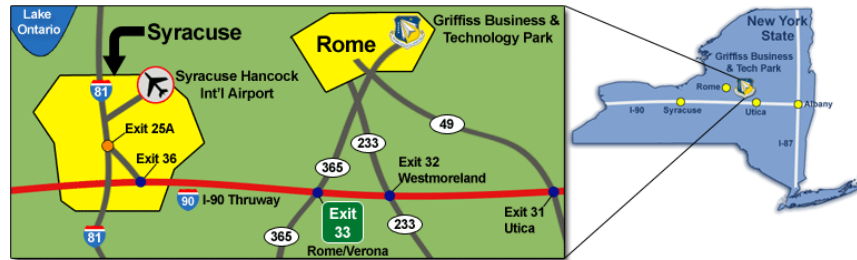 Lake
Ontario
Syracuse
Rome
Griffiss Business &
Technology Park
Syracuse Hancock
Int'l Airport
81
Exit 25A
Exit 36
90
I-90 Thruway
81
49
233
365
Exit 32
Westmoreland
Exit
33
Rome/Verona
365
233
Exit 31
Utica
New York
State
Griffiss Business
& Tech Park
Rome
I-90
Syracuse
Utica
Albany
I-87